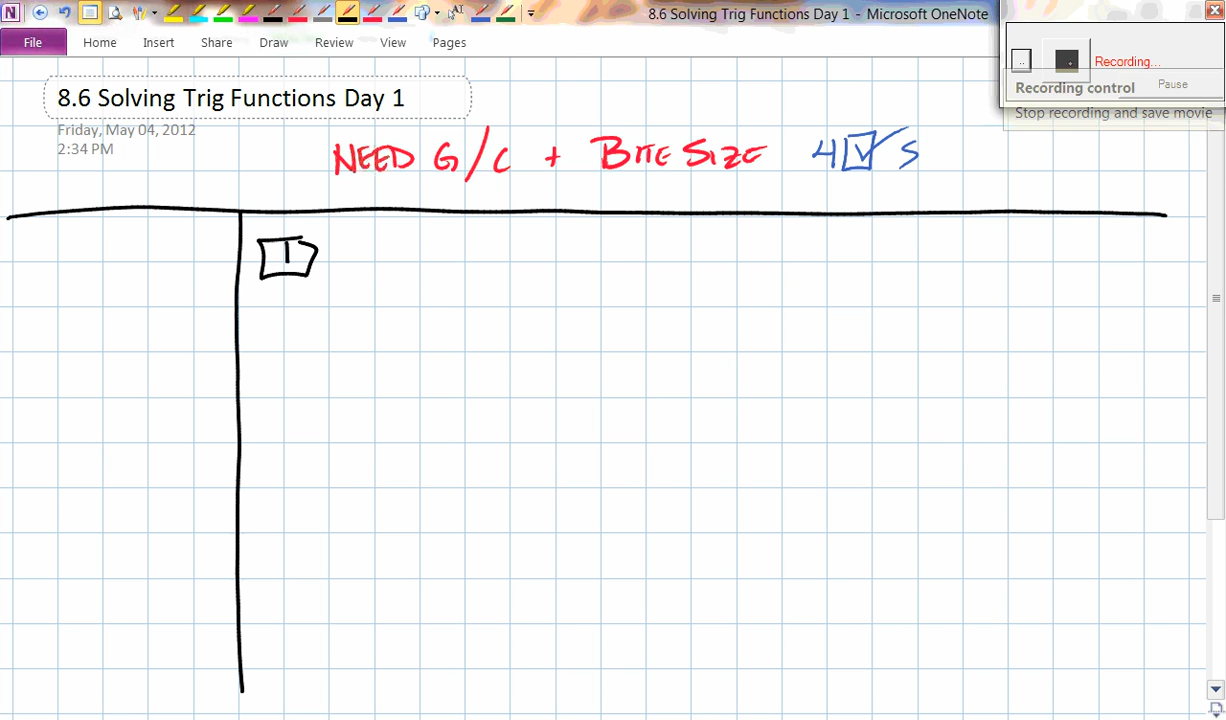 8.6 Solving Trig Functions Day 1 - Microsoft OneNote
File Home Insert Share Draw Review View Pages
Recording...
Recording control Pause
Stop recording and save movie
8.6 Solving Trig Functions Day 1
Friday, May 04, 2012
2:34 PM
NEED G/C + BITE SIZE 4 ☑ S
1